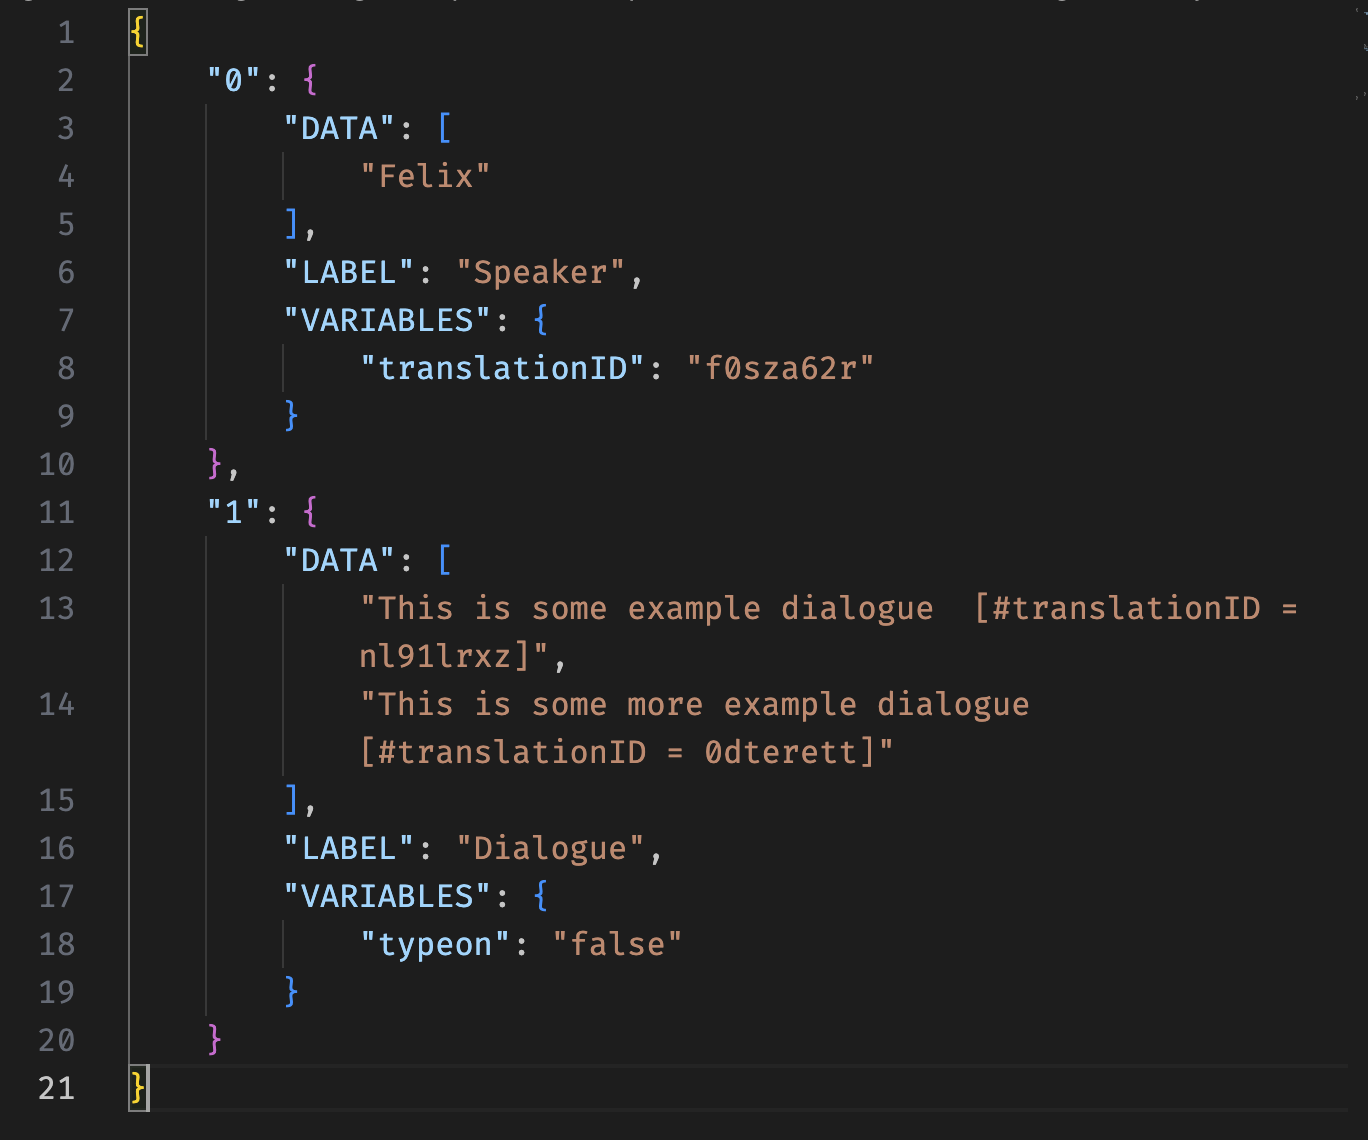 1 {
2 "0": {
3 "DATA": [
4 "Felix"
5 ],
6 "LABEL": "Speaker",
7 "VARIABLES": {
8 "translationID": "f0sza62r"
9 }
10 },
11 "1": {
12 "DATA": [
13 "This is some example dialogue  [#translationID =
nl91lrxz]",
14 "This is some more example dialogue
[#translationID = 0dterett]"
15 ],
16 "LABEL": "Dialogue",
17 "VARIABLES": {
18 "typeon": "false"
19 }
20 }
21 }